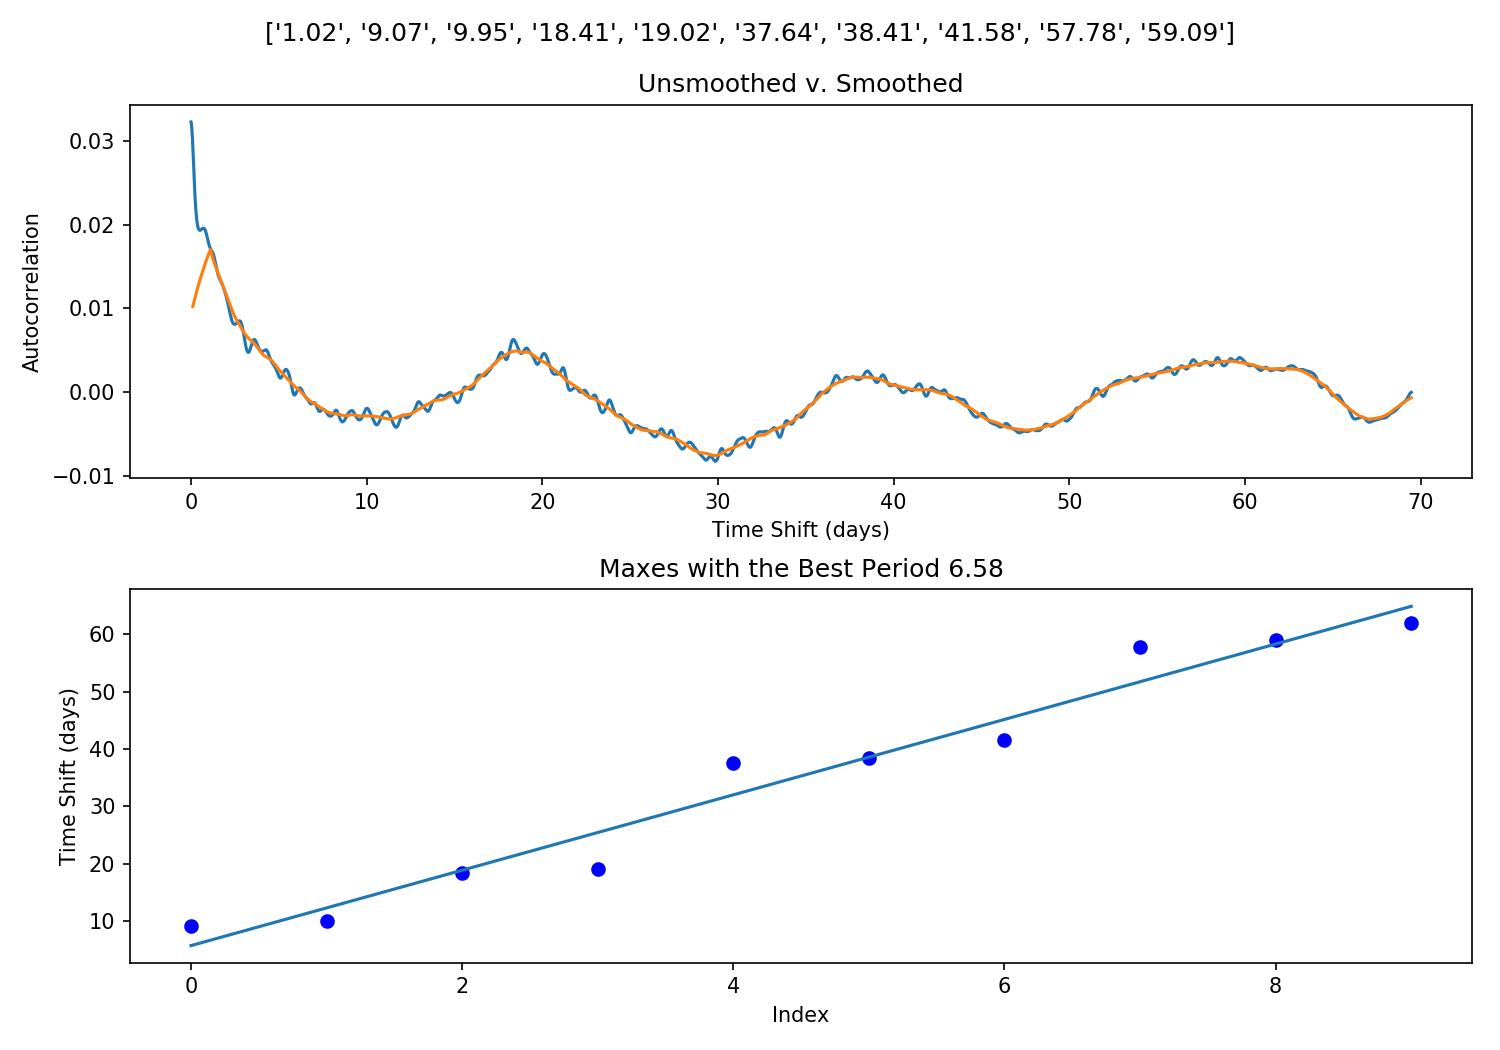 ['1.02', '9.07', '9.95', '18.41', '19.02', '37.64', '38.41', '41.58', '57.78', '59.09']
Unsmoothed v. Smoothed
Autocorrelation
0.03
0.02
0.01
0.00
−0.01
0 10 20 30 40 50 60 70
Time Shift (days)
Maxes with the Best Period 6.58
Time Shift (days)
60
50
40
30
20
10
0 2 4 6 8
Index